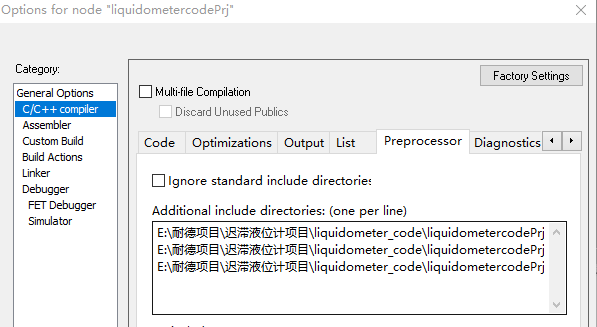 Options for node "liquidometercodePrj"
Category:
Factory Settings
General Options
C/C++ compiler
Assembler
Custom Build
Build Actions
Linker
Debugger
FET Debugger
Simulator
Multi-file Compilation
Discard Unused Publics
Code Optimizations Output List Preprocessor Diagnostics
Ignore standard include directories
Additional include directories: (one per line)
E:\耐德项目\迟滞液位计项目\liquidometer_code\liquidometercodePrj
E:\耐德项目\迟滞液位计项目\liquidometer_code\liquidometercodePrj
E:\耐德项目\迟滞液位计项目\liquidometer_code\liquidometercodePrj